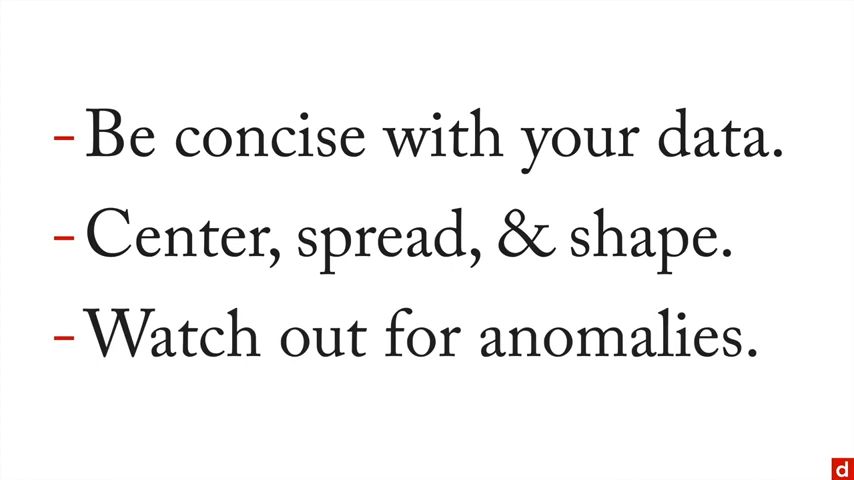 - Be concise with your data.
- Center, spread, & shape.
- Watch out for anomalies.
d